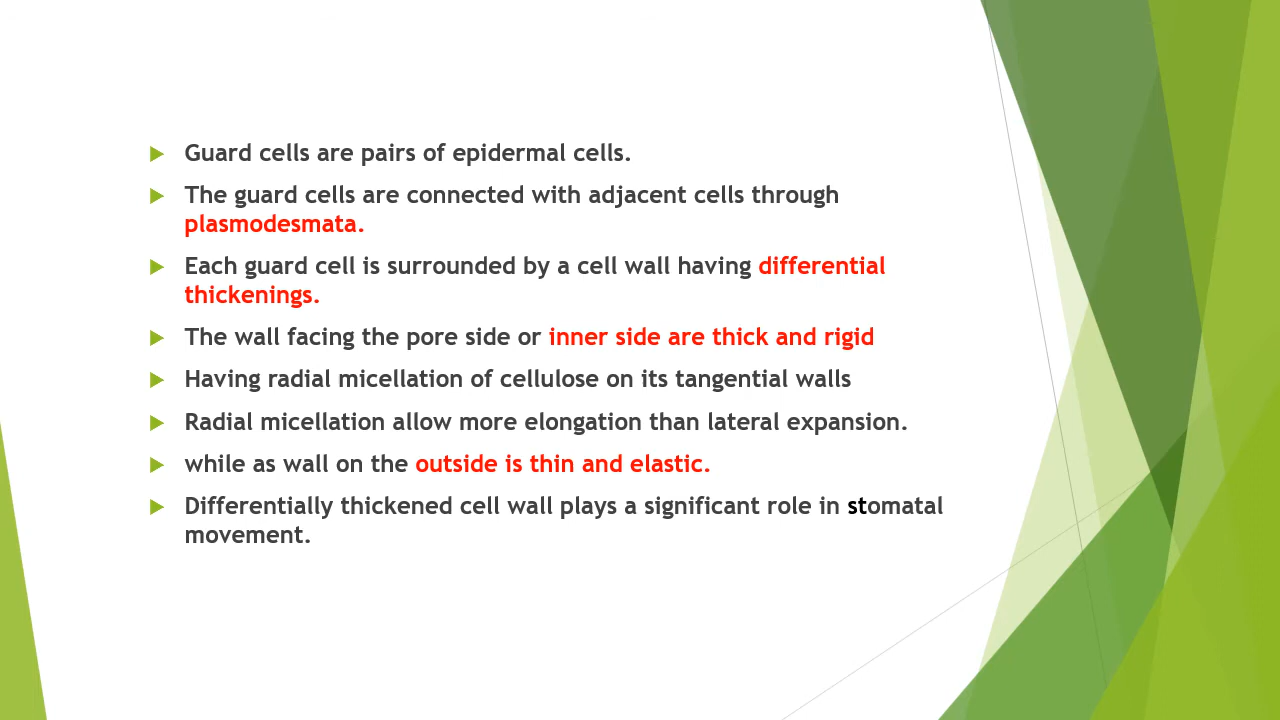 Guard cells are pairs of epidermal cells.
The guard cells are connected with adjacent cells through
plasmodesmata.
Each guard cell is surrounded by a cell wall having differential
thickenings.
The wall facing the pore side or inner side are thick and rigid
Having radial micellation of cellulose on its tangential walls
Radial micellation allow more elongation than lateral expansion.
while as wall on the outside is thin and elastic.
Differentially thickened cell wall plays a significant role in stomatal
movement.